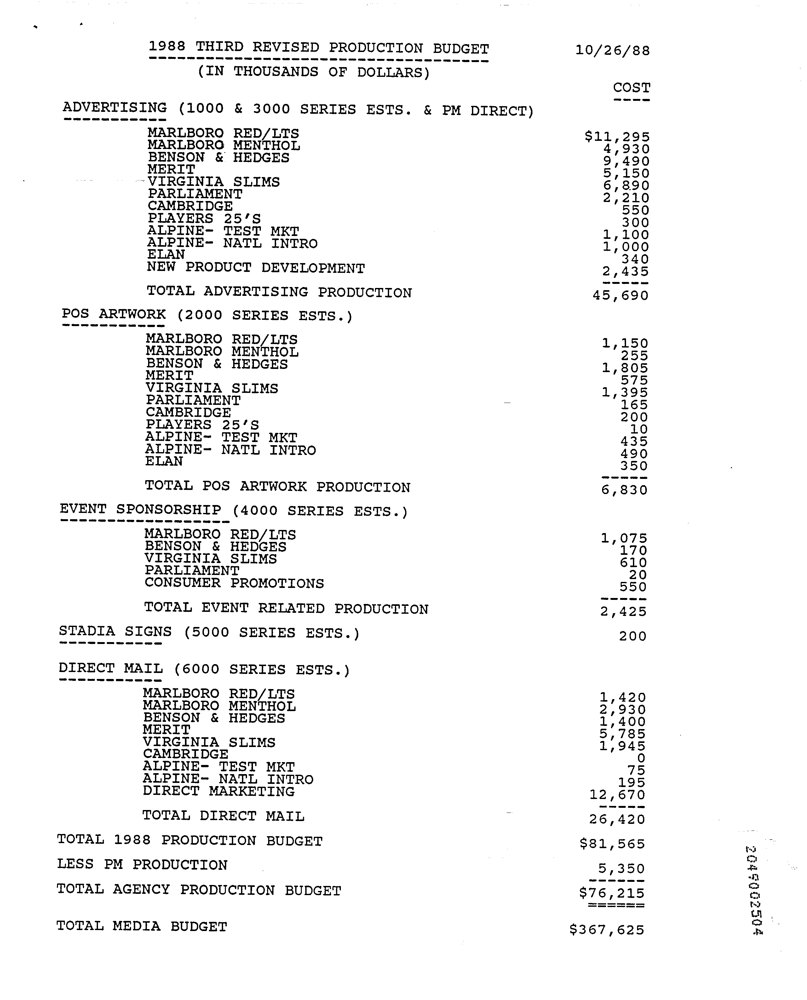 1988 THIRD REVISED PRODUCTION BUDGET 10/26/88
(IN THOUSANDS OF DOLLARS)
COST
ADVERTISING (1000 & 3000 SERIES ESTS. & PM DIRECT)
MARLBORO RED/LTS $11,295
MARLBORO MENTHOL 4,930
BENSON & HEDGES 9,490
MERIT 5,150
VIRGINIA SLIMS 6,890
PARLIAMENT 2,210
CAMBRIDGE 550
PLAYERS 25'S 300
ALPINE- TEST MKT 1,100
ALPINE- NATL INTRO 1,000
ELAN 340
NEW PRODUCT DEVELOPMENT 2,435
TOTAL ADVERTISING PRODUCTION 45,690
POS ARTWORK (2000 SERIES ESTS.)
MARLBORO RED/LTS 1,150
MARLBORO MENTHOL 255
BENSON & HEDGES 1,805
MERIT 575
VIRGINIA SLIMS 1,395
PARLIAMENT 165
CAMBRIDGE 200
PLAYERS 25'S 10
ALPINE- TEST MKT 435
ALPINE- NATL INTRO 490
ELAN 350
TOTAL POS ARTWORK PRODUCTION 6,830
EVENT SPONSORSHIP (4000 SERIES ESTS.)
MARLBORO RED/LTS 1,075
BENSON & HEDGES 170
VIRGINIA SLIMS 610
PARLIAMENT 20
CONSUMER PROMOTIONS 550
TOTAL EVENT RELATED PRODUCTION 2,425
STADIA SIGNS (5000 SERIES ESTS.) 200
DIRECT MAIL (6000 SERIES ESTS.)
MARLBORO RED/LTS 1,420
MARLBORO MENTHOL 2,930
BENSON & HEDGES 1,400
MERIT 5,785
VIRGINIA SLIMS 1,945
CAMBRIDGE 0
ALPINE- TEST MKT 75
ALPINE- NATL INTRO 195
DIRECT MARKETING 12,670
TOTAL DIRECT MAIL 26,420
TOTAL 1988 PRODUCTION BUDGET $81,565
LESS PM PRODUCTION 5,350
TOTAL AGENCY PRODUCTION BUDGET $76,215
TOTAL MEDIA BUDGET $367,625
2049002504